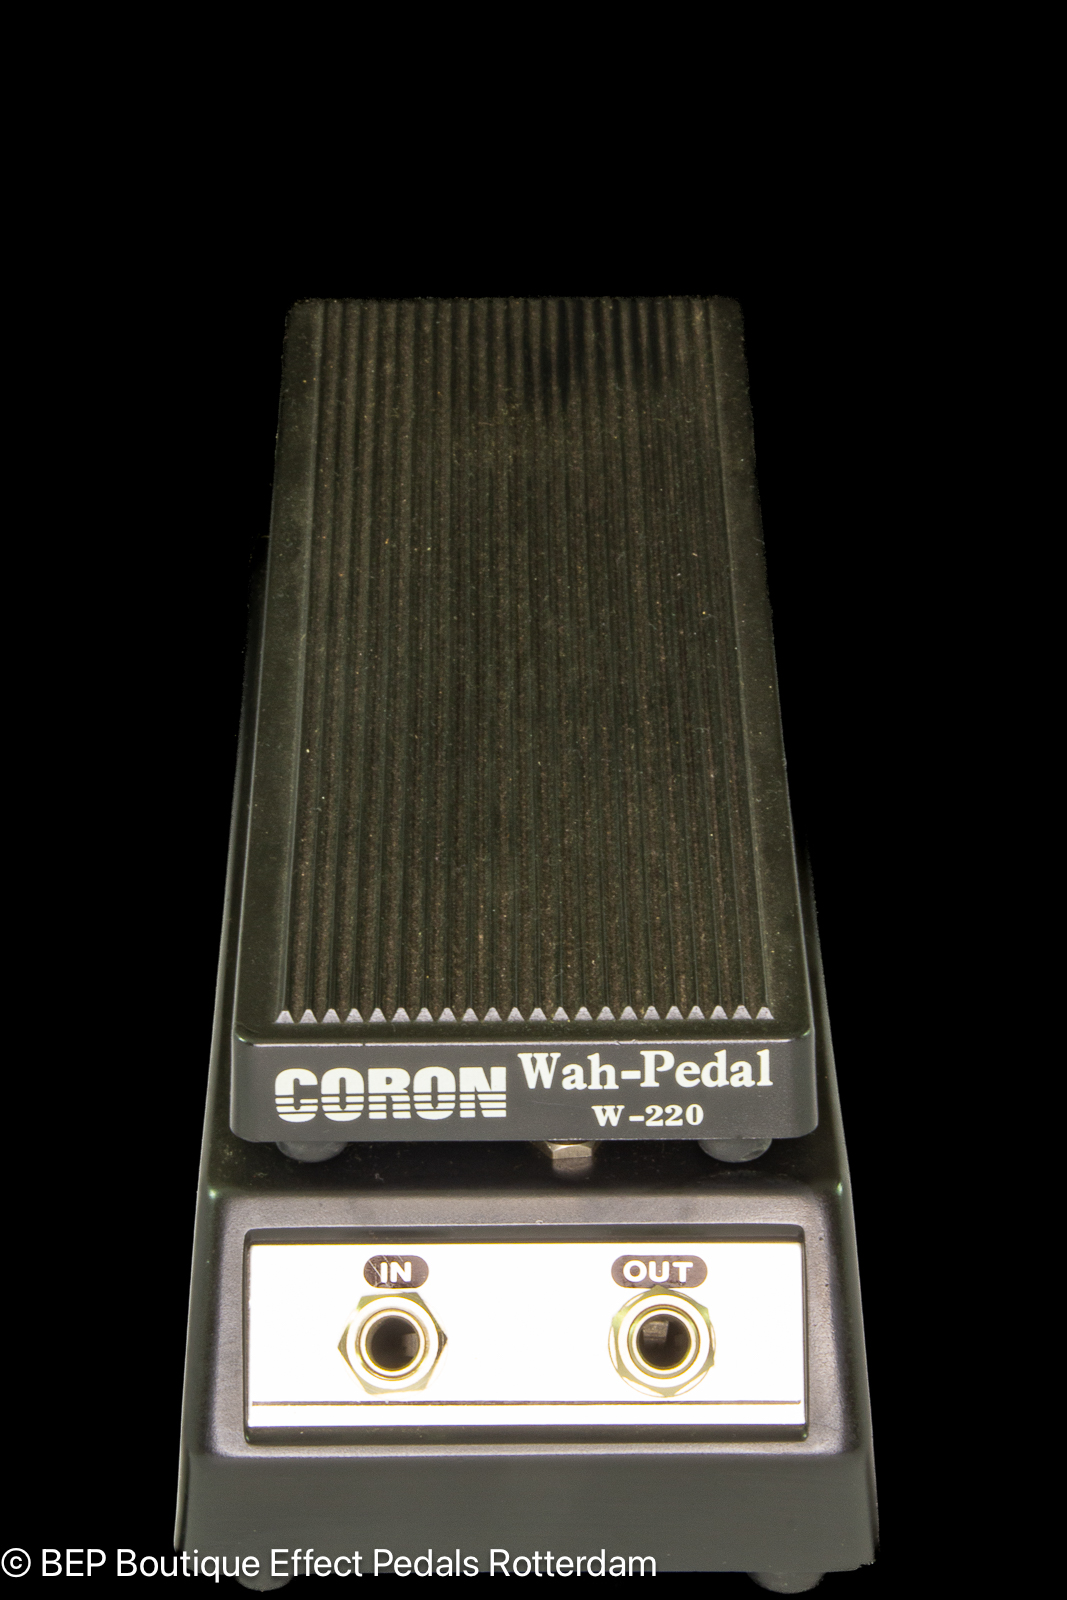 CORON Wah-Pedal
W-220
IN OUT
© BEP Boutique Effect Pedals Rotterdam